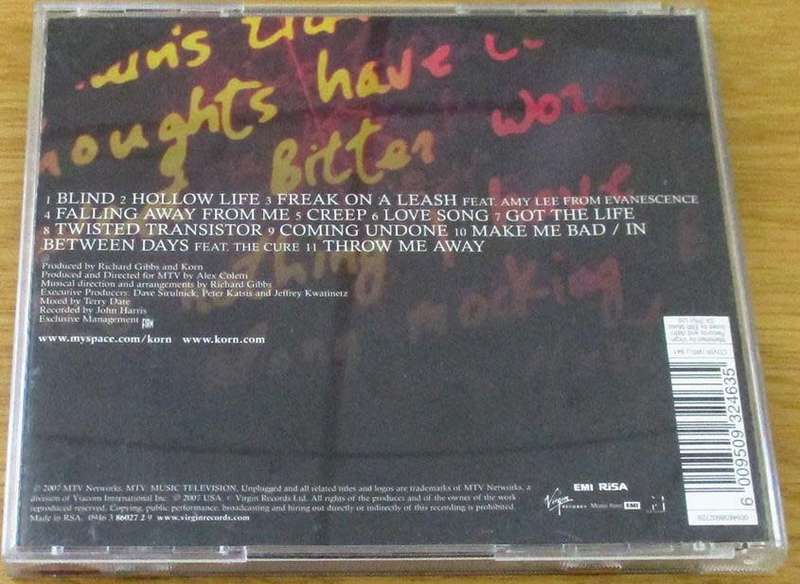 thoughts have
Bitter
1 BLIND 2 HOLLOW LIFE 3 FREAK ON A LEASH FEAT. AMY LEE FROM EVANESCENCE
4 FALLING AWAY FROM ME 5 CREEP 6 LOVE SONG 7 GOT THE LIFE
8 TWISTED TRANSISTOR 9 COMING UNDONE 10 MAKE ME BAD / IN
BETWEEN DAYS FEAT. THE CURE 11 THROW ME AWAY
Produced by Richard Gibbs and Korn
Produced and Directed for MTV by Alex Coletti
Musical direction and arrangements by Richard Gibbs
Executive Producers: Dave Sirulnick, Peter Katsis and Jeffrey Kwatinetz
Mixed by Terry Date
Recorded by John Harris
Exclusive Management
www.myspace.com/korn www.korn.com
℗ 2007 MTV Networks. MTV: MUSIC TELEVISION, Unplugged and all related titles and logos are trademarks of MTV Networks, a
division of Viacom International Inc. ℗ 2007 USA. © Virgin Records Ltd. All rights of the producer and of the owner of the work
reproduced reserved. Copying, public performance, broadcasting and hiring out directly or indirectly of this recording is prohibited.
Made in RSA. 0946 3 86027 2 9 www.virginrecords.com
EMI RiSA
Virgin
RECORDS
EMI
6 009509 324635